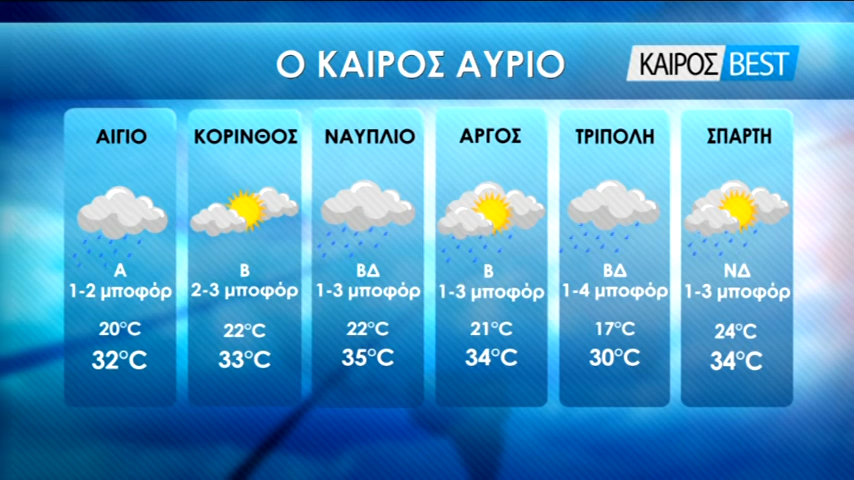 Ο ΚΑΙΡΟΣ ΑΥΡΙΟ
ΚΑΙΡΟΣ BEST
ΑΙΓΙΟ
Α
1-2 μποφόρ
20°C
32°C
ΚΟΡΙΝΘΟΣ
Β
2-3 μποφόρ
22°C
33°C
ΝΑΥΠΛΙΟ
ΒΔ
1-3 μποφόρ
22°C
35°C
ΑΡΓΟΣ
Β
1-3 μποφόρ
21°C
34°C
ΤΡΙΠΟΛΗ
ΒΔ
1-4 μποφόρ
17°C
30°C
ΣΠΑΡΤΗ
ΝΔ
1-3 μποφόρ
24°C
34°C